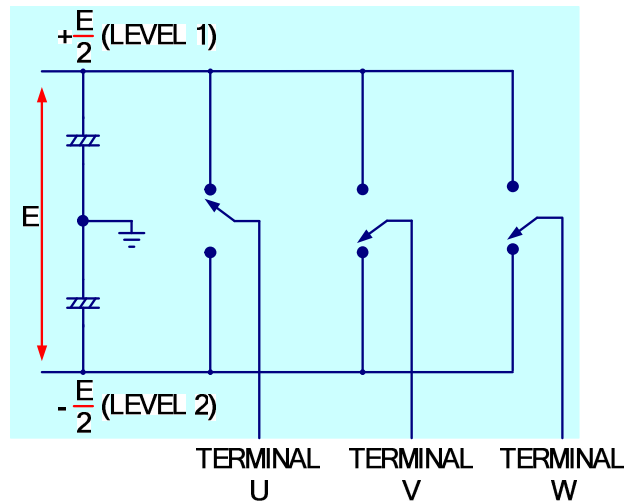 +E/2 (LEVEL 1)
E
- E/2 (LEVEL 2)
TERMINAL U
TERMINAL V
TERMINAL W